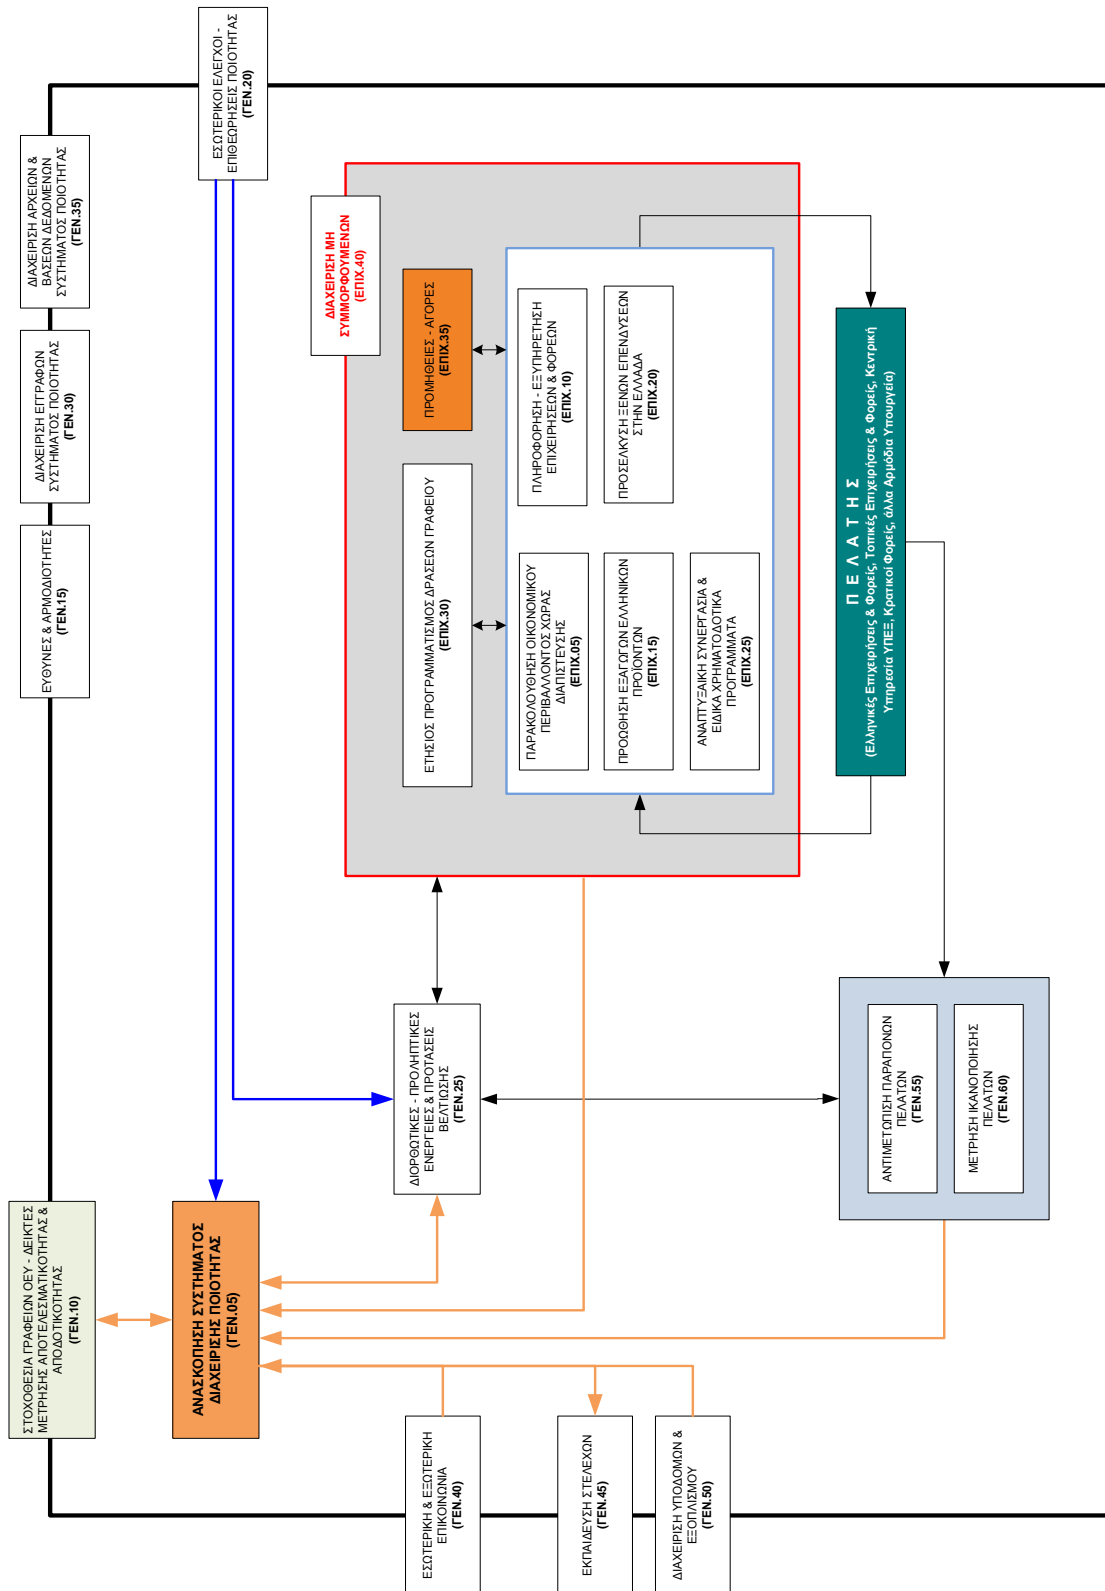 ΣΤΟΧΟΘΕΣΙΑ ΓΡΑΦΕΙΩΝ ΟΕΥ - ΔΕΙΚΤΕΣ
ΜΕΤΡΗΣΗΣ ΑΠΟΤΕΛΕΣΜΑΤΙΚΟΤΗΤΑΣ &
ΑΠΟΔΟΤΙΚΟΤΗΤΑΣ
(ΓΕΝ.10)
ΕΥΘΥΝΕΣ & ΑΡΜΟΔΙΟΤΗΤΕΣ
(ΓΕΝ.15)
ΔΙΑΧΕΙΡΙΣΗ ΕΓΓΡΑΦΩΝ
ΣΥΣΤΗΜΑΤΟΣ ΠΟΙΟΤΗΤΑΣ
(ΓΕΝ.30)
ΔΙΑΧΕΙΡΙΣΗ ΑΡΧΕΙΩΝ &
ΒΑΣΕΩΝ ΔΕΔΟΜΕΝΩΝ
ΣΥΣΤΗΜΑΤΟΣ ΠΟΙΟΤΗΤΑΣ
(ΓΕΝ.35)
ΑΝΑΣΚΟΠΗΣΗ ΣΥΣΤΗΜΑΤΟΣ
ΔΙΑΧΕΙΡΙΣΗΣ ΠΟΙΟΤΗΤΑΣ
(ΓΕΝ.05)
ΕΣΩΤΕΡΙΚΟΙ ΕΛΕΓΧΟΙ -
ΕΠΙΘΕΩΡΗΣΕΙΣ ΠΟΙΟΤΗΤΑΣ
(ΓΕΝ.20)
ΔΙΑΧΕΙΡΙΣΗ ΜΗ
ΣΥΜΜΟΡΦΟΥΜΕΝΩΝ
(ΕΠΙΧ.40)
ΕΣΩΤΕΡΙΚΗ & ΕΞΩΤΕΡΙΚΗ
ΕΠΙΚΟΙΝΩΝΙΑ
(ΓΕΝ.40)
ΔΙΟΡΘΩΤΙΚΕΣ - ΠΡΟΛΗΠΤΙΚΕΣ
ΕΝΕΡΓΕΙΕΣ & ΠΡΟΤΑΣΕΙΣ
ΒΕΛΤΙΩΣΗΣ
(ΓΕΝ.25)
ΕΤΗΣΙΟΣ ΠΡΟΓΡΑΜΜΑΤΙΣΜΟΣ ΔΡΑΣΕΩΝ ΓΡΑΦΕΙΟΥ
(ΕΠΙΧ.30)
ΠΡΟΜΗΘΕΙΕΣ - ΑΓΟΡΕΣ
(ΕΠΙΧ.35)
ΕΚΠΑΙΔΕΥΣΗ ΣΤΕΛΕΧΩΝ
(ΓΕΝ.45)
ΠΑΡΑΚΟΛΟΥΘΗΣΗ ΟΙΚΟΝΟΜΙΚΟΥ
ΠΕΡΙΒΑΛΛΟΝΤΟΣ ΧΩΡΑΣ
ΔΙΑΠΙΣΤΕΥΣΗΣ
(ΕΠΙΧ.05)
ΠΛΗΡΟΦΟΡΗΣΗ - ΕΞΥΠΗΡΕΤΗΣΗ
ΕΠΙΧΕΙΡΗΣΕΩΝ & ΦΟΡΕΩΝ
(ΕΠΙΧ.10)
ΔΙΑΧΕΙΡΙΣΗ ΥΠΟΔΟΜΩΝ &
ΕΞΟΠΛΙΣΜΟΥ
(ΓΕΝ.50)
ΠΡΟΩΘΗΣΗ ΕΞΑΓΩΓΩΝ ΕΛΛΗΝΙΚΩΝ
ΠΡΟΪΟΝΤΩΝ
(ΕΠΙΧ.15)
ΠΡΟΣΕΛΚΥΣΗ ΞΕΝΩΝ ΕΠΕΝΔΥΣΕΩΝ
ΣΤΗΝ ΕΛΛΑΔΑ
(ΕΠΙΧ.20)
ΑΝΑΠΤΥΞΑΙΚΗ ΣΥΝΕΡΓΑΣΙΑ &
ΕΙΔΙΚΑ ΧΡΗΜΑΤΟΔΟΤΙΚΑ
ΠΡΟΓΡΑΜΜΑΤΑ
(ΕΠΙΧ.25)
Π Ε Λ Α Τ Η Σ
(Ελληνικές Επιχειρήσεις & Φορείς, Τοπικές Επιχειρήσεις & Φορείς, Κεντρική
Υπηρεσία ΥΠΕΞ, Κρατικοί Φορείς, άλλα Αρμόδια Υπουργεία)
ΑΝΤΙΜΕΤΩΠΙΣΗ ΠΑΡΑΠΟΝΩΝ
ΠΕΛΑΤΩΝ
(ΓΕΝ.55)
ΜΕΤΡΗΣΗ ΙΚΑΝΟΠΟΙΗΣΗΣ
ΠΕΛΑΤΩΝ
(ΓΕΝ.60)